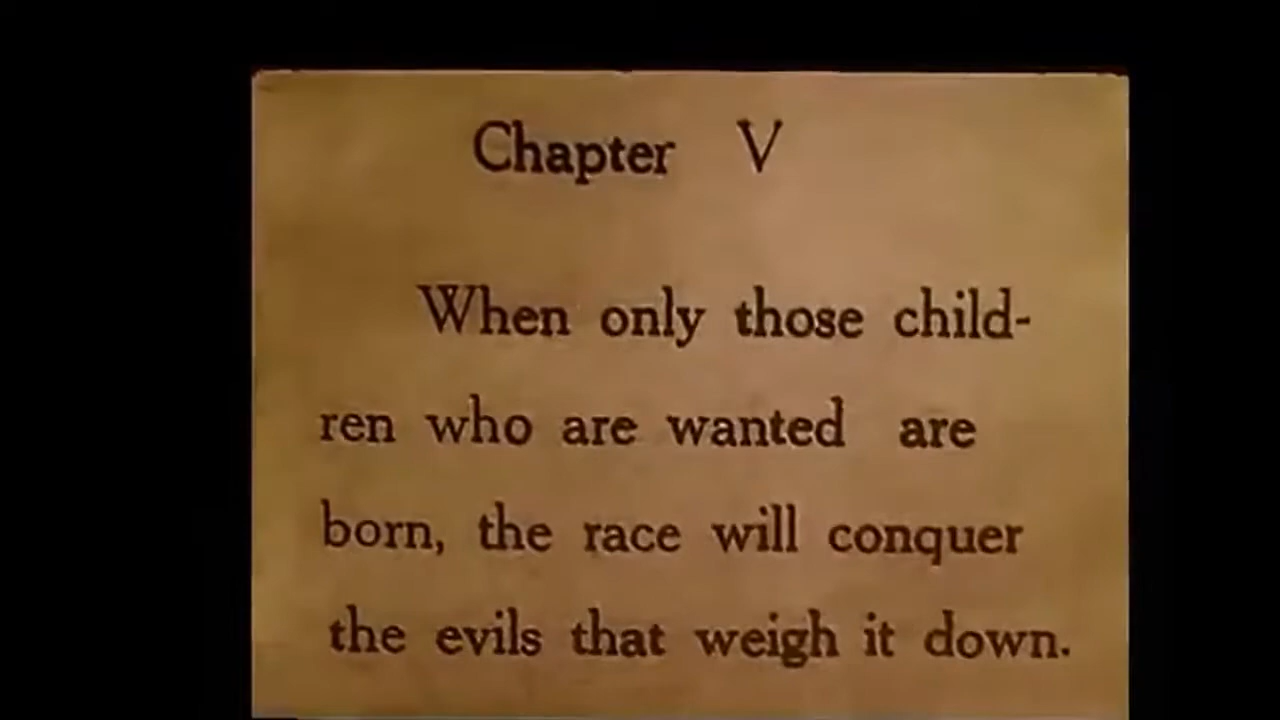 Chapter V
When only those child-
ren who are wanted are
born, the race will conquer
the evils that weigh it down.